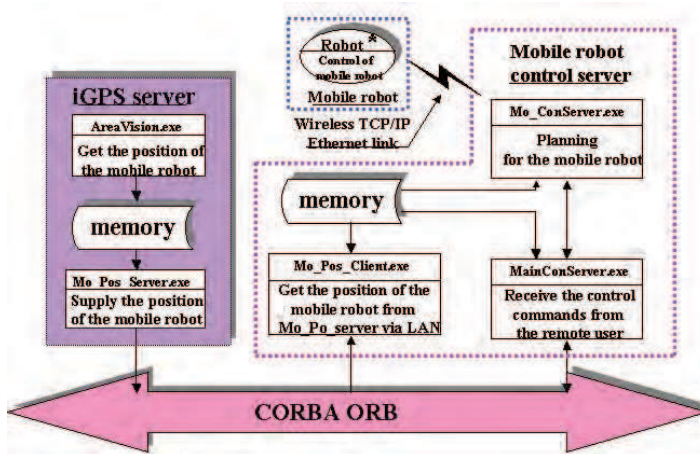 iGPS server
AreaVision.exe
Get the position of
the mobile robot
memory
Mo_Pos_Server.exe
Supply the position
of the mobile robot
Robot *
Control of
mobile robot
Mobile robot
Wireless TCP/IP
Ethernet link
Mobile robot
control server
Mo_ConServer.exe
Planning
for the mobile robot
memory
Mo_Pos_Client.exe
Get the position of the
mobile robot from
Mo_Po_server via LAN
MainConServer.exe
Receive the control
commands from
the remote user
CORBA ORB